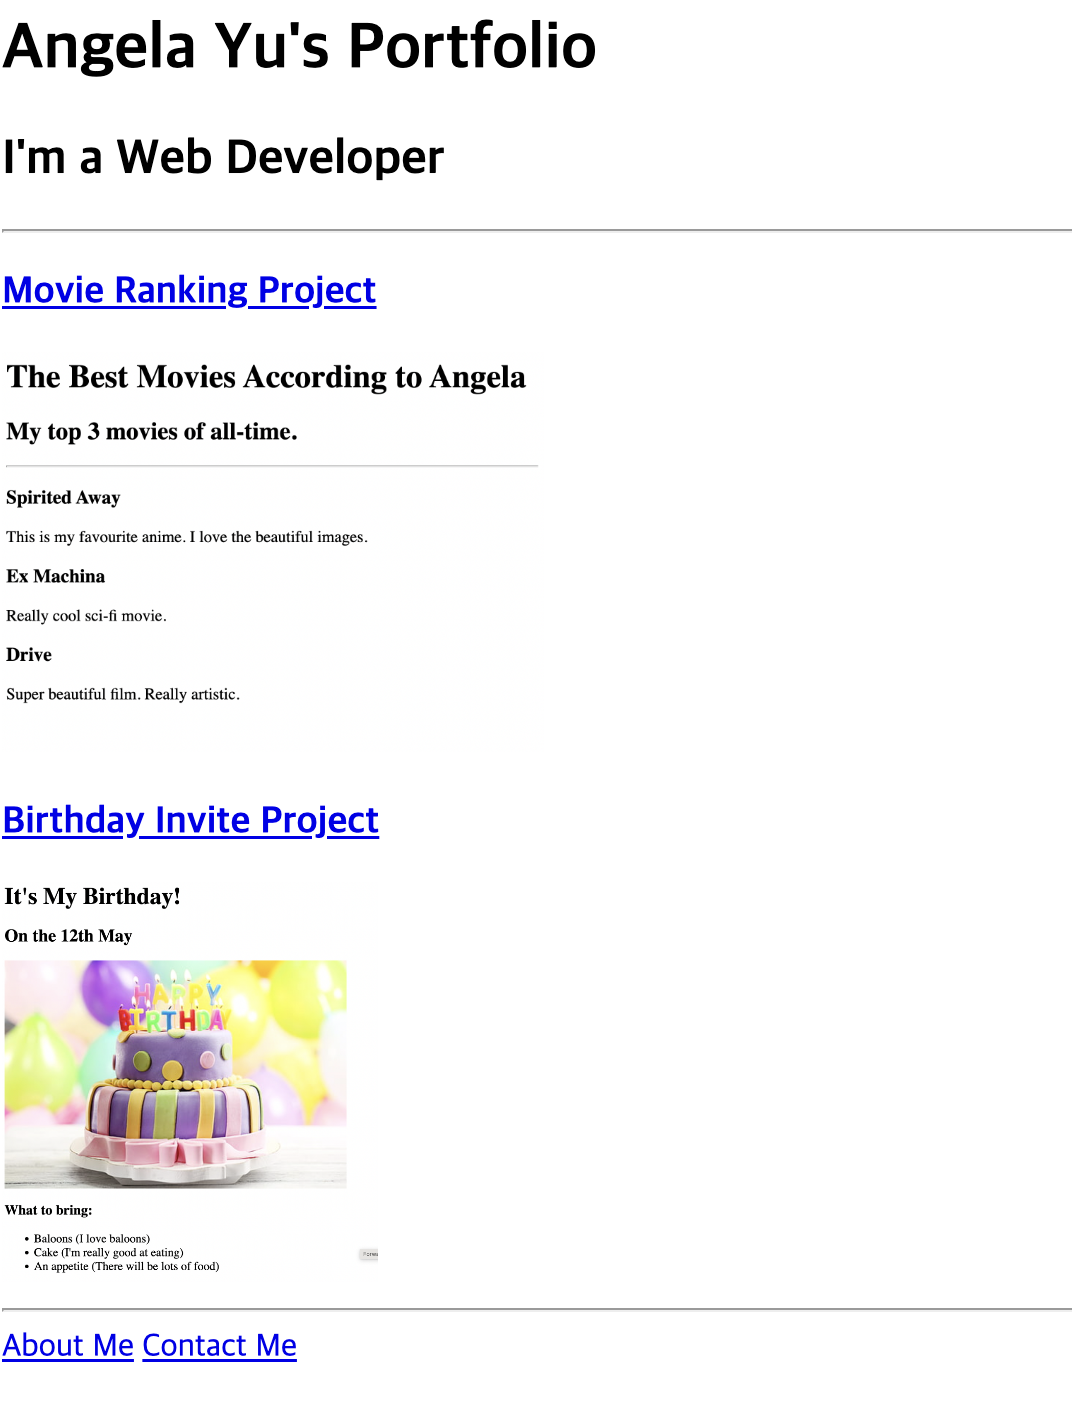 Angela Yu's Portfolio
I'm a Web Developer
Movie Ranking Project
The Best Movies According to Angela
My top 3 movies of all-time.
Spirited Away
This is my favourite anime. I love the beautiful images.
Ex Machina
Really cool sci-fi movie.
Drive
Super beautiful film. Really artistic.
Birthday Invite Project
It's My Birthday!
On the 12th May
HAPPY
BIRTHDAY
What to bring:
• Baloons (I love baloons)
• Cake (I'm really good at eating)
• An appetite (There will be lots of food)
About Me Contact Me